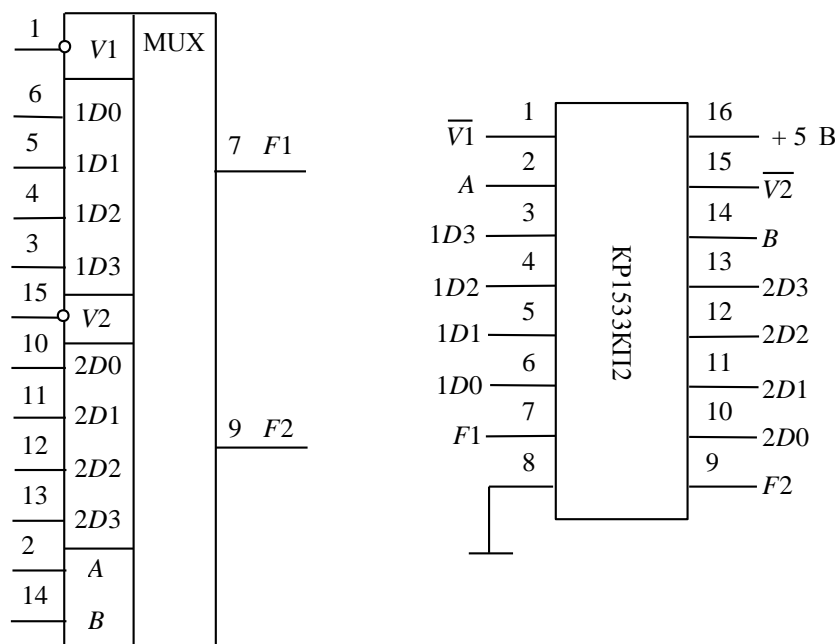 1
V1 MUX
6
1D0
5
1D1
7 F1
4
1D2
3
1D3
15
V2
10
2D0
11
2D1
9 F2
12
2D2
13
2D3
2
A
14
B
1 16
V1 + 5 В
2 15
A V2
3 14
1D3 B
4 13
1D2 2D3
5 12
1D1 2D2
6 11
1D0 2D1
7 10
F1 2D0
8 9
F2
КР1533КП2